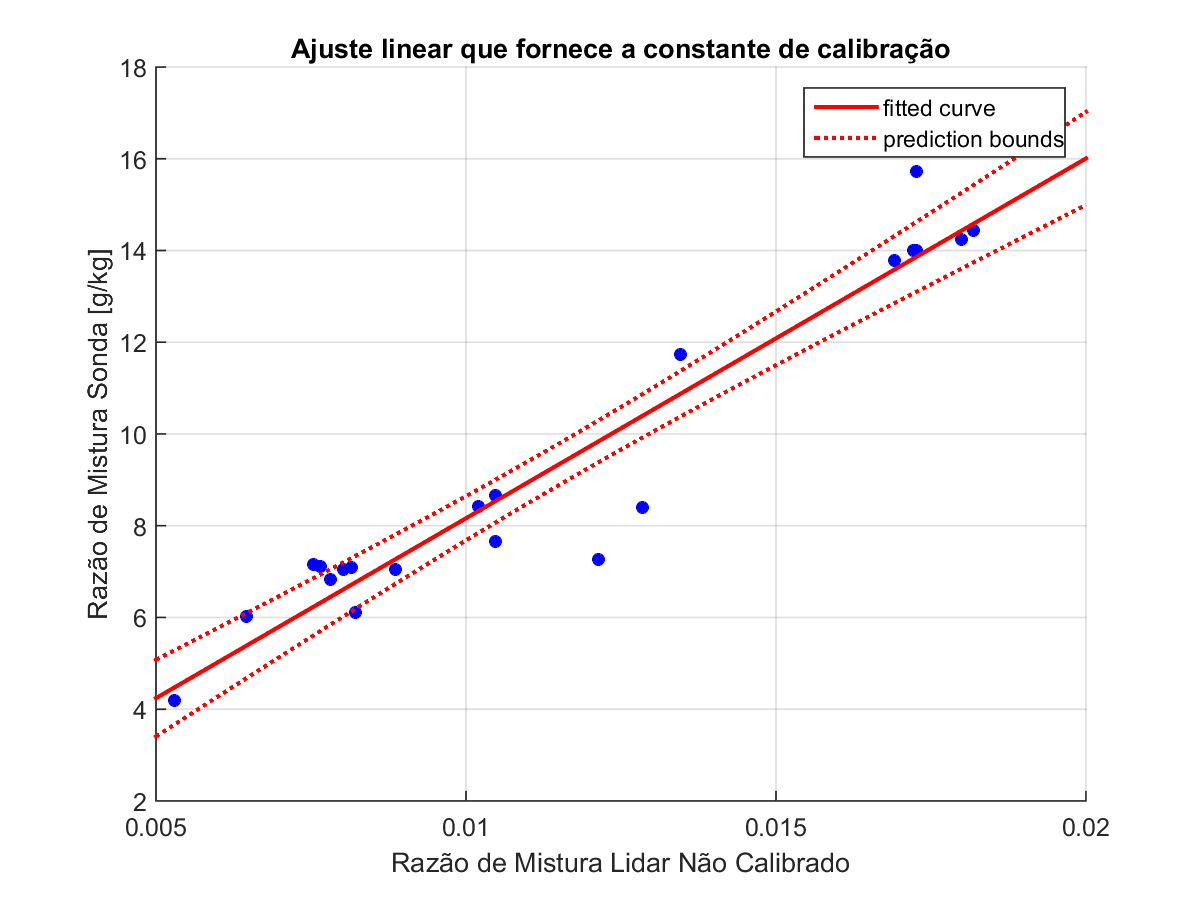 Ajuste linear que fornece a constante de calibração
18
16
14
12
10
8
6
4
2
Razão de Mistura Sonda [g/kg]
fitted curve
prediction bounds
0.005
0.01
0.015
0.02
Razão de Mistura Lidar Não Calibrado